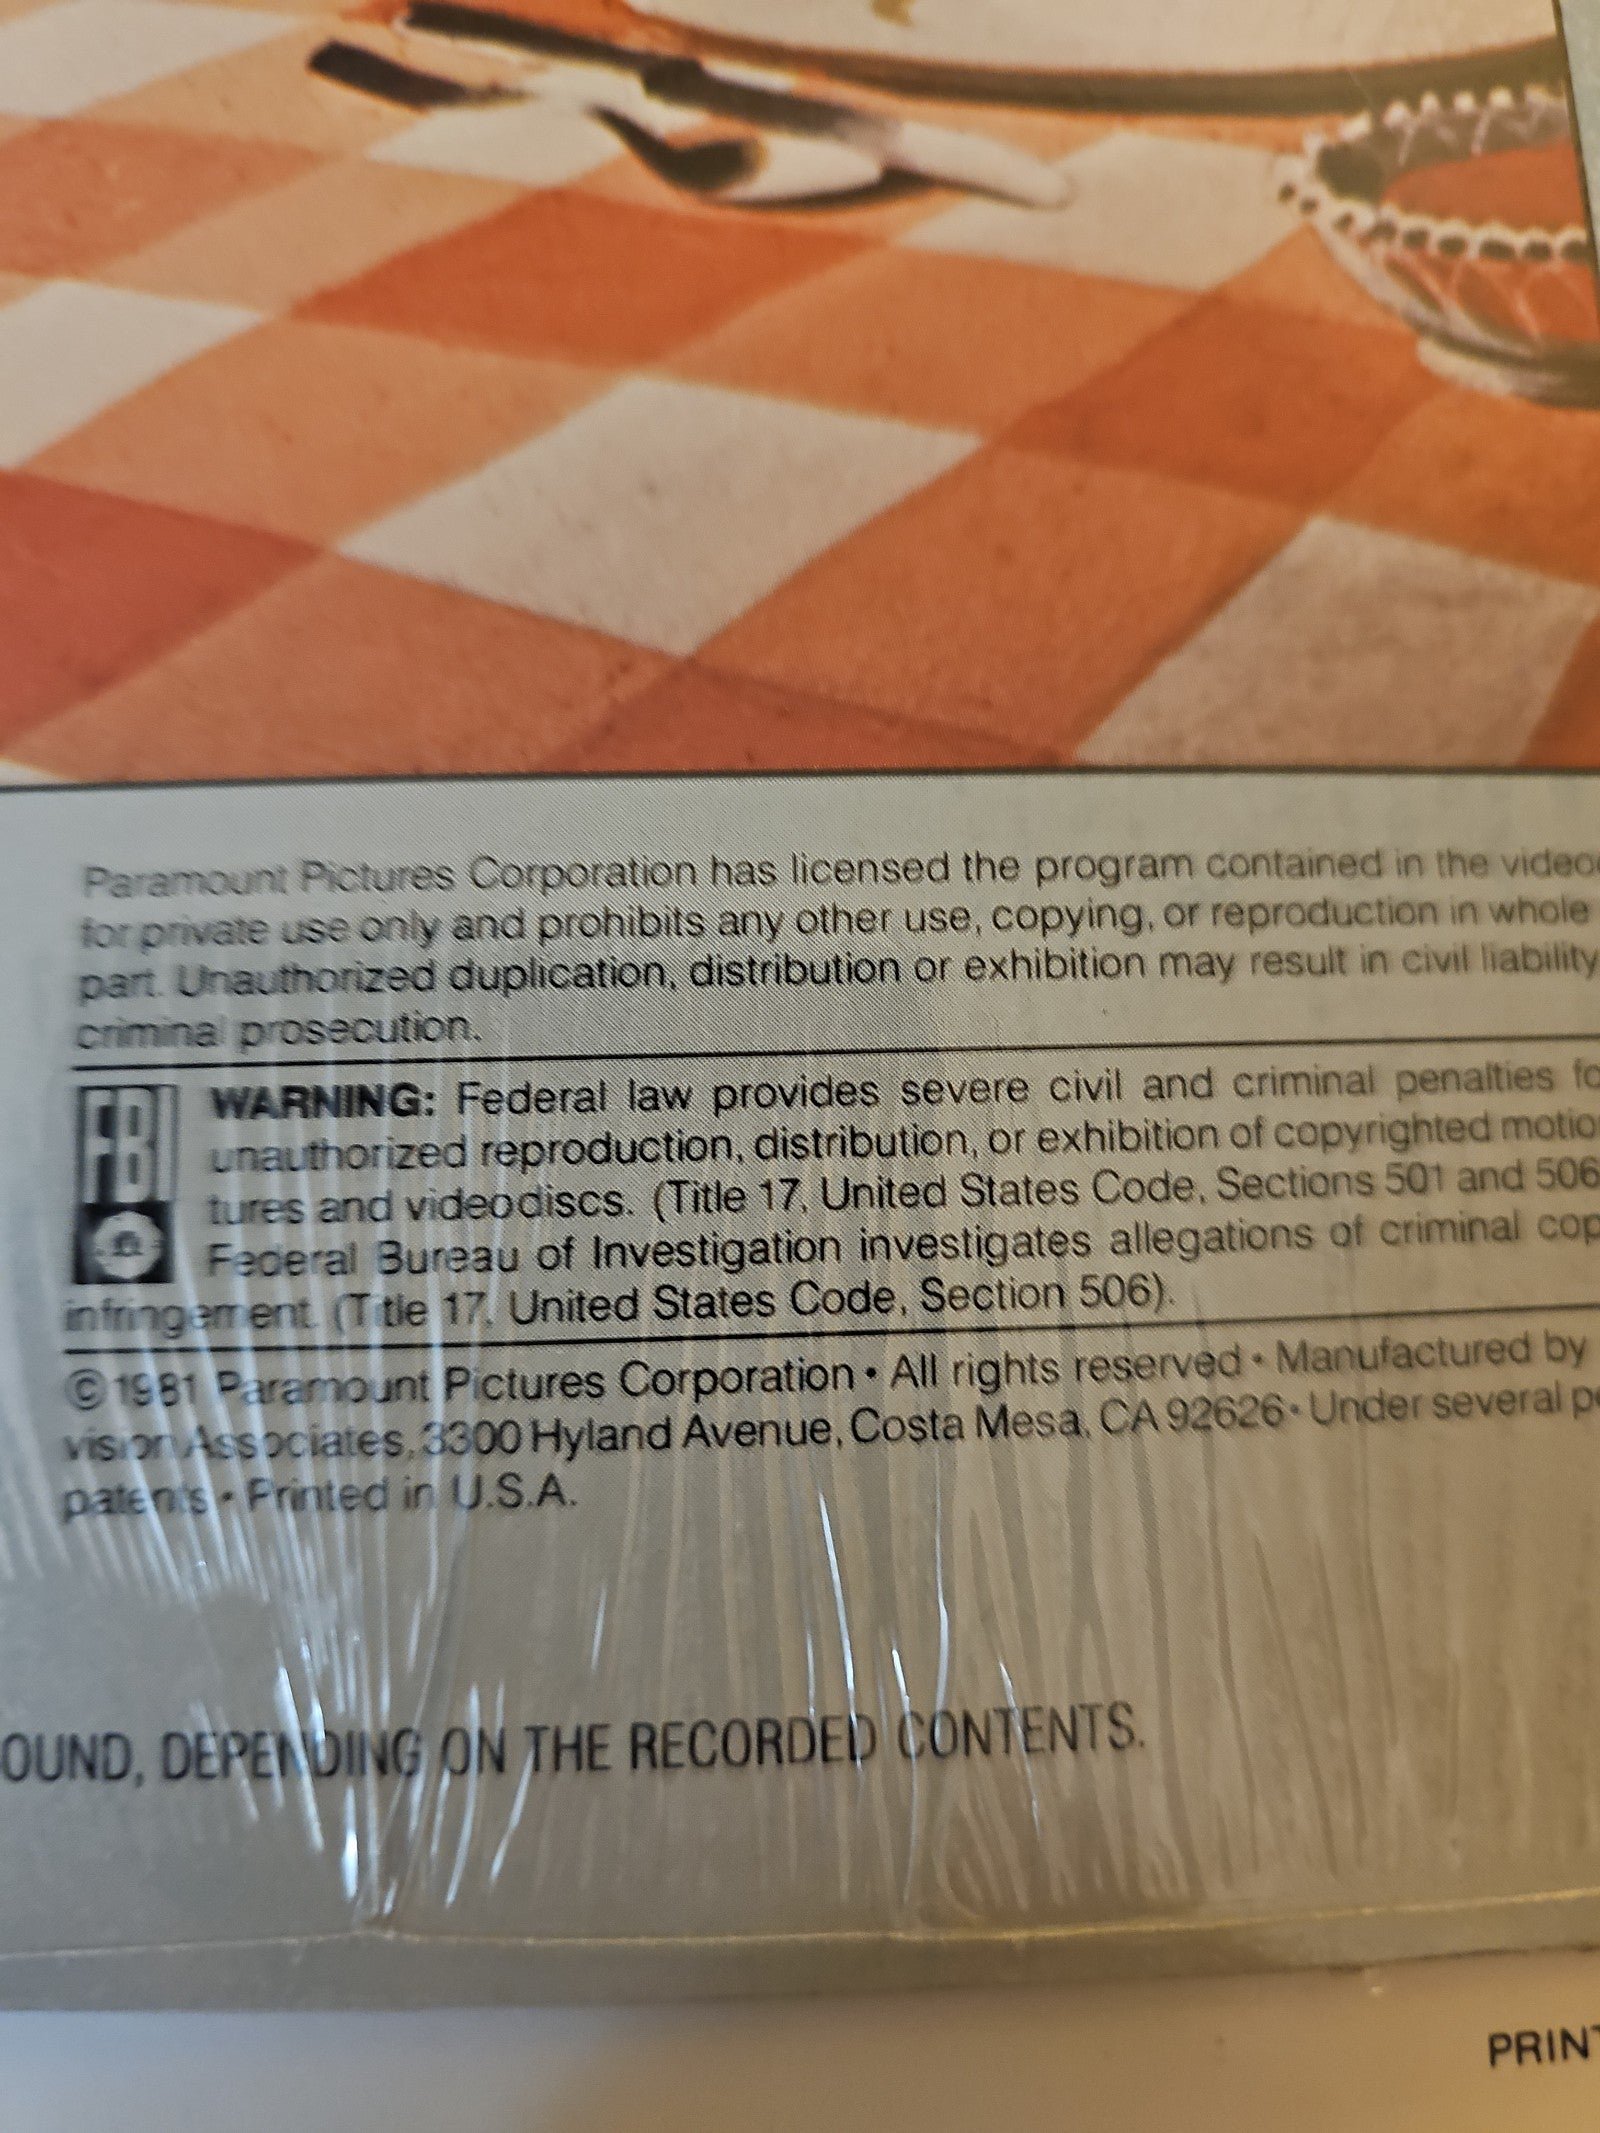 Paramount Pictures Corporation has licensed the program contained in the video
for private use only and prohibits any other use, copying, or reproduction in whole
part. Unauthorized duplication, distribution or exhibition may result in civil liability
criminal prosecution.
FBI WARNING: Federal law provides severe civil and criminal penalties fo
unauthorized reproduction, distribution, or exhibition of copyrighted motio
tures and videodiscs. (Title 17, United States Code, Sections 501 and 506
Federal Bureau of Investigation investigates allegations of criminal cop
infringement. (Title 17, United States Code, Section 506).
© 1981 Paramount Pictures Corporation • All rights reserved • Manufactured by
vision Associates, 3300 Hyland Avenue, Costa Mesa, CA 92626 • Under several p
patents • Printed in U.S.A.
OUND, DEPENDING ON THE RECORDED CONTENTS.
PRINT